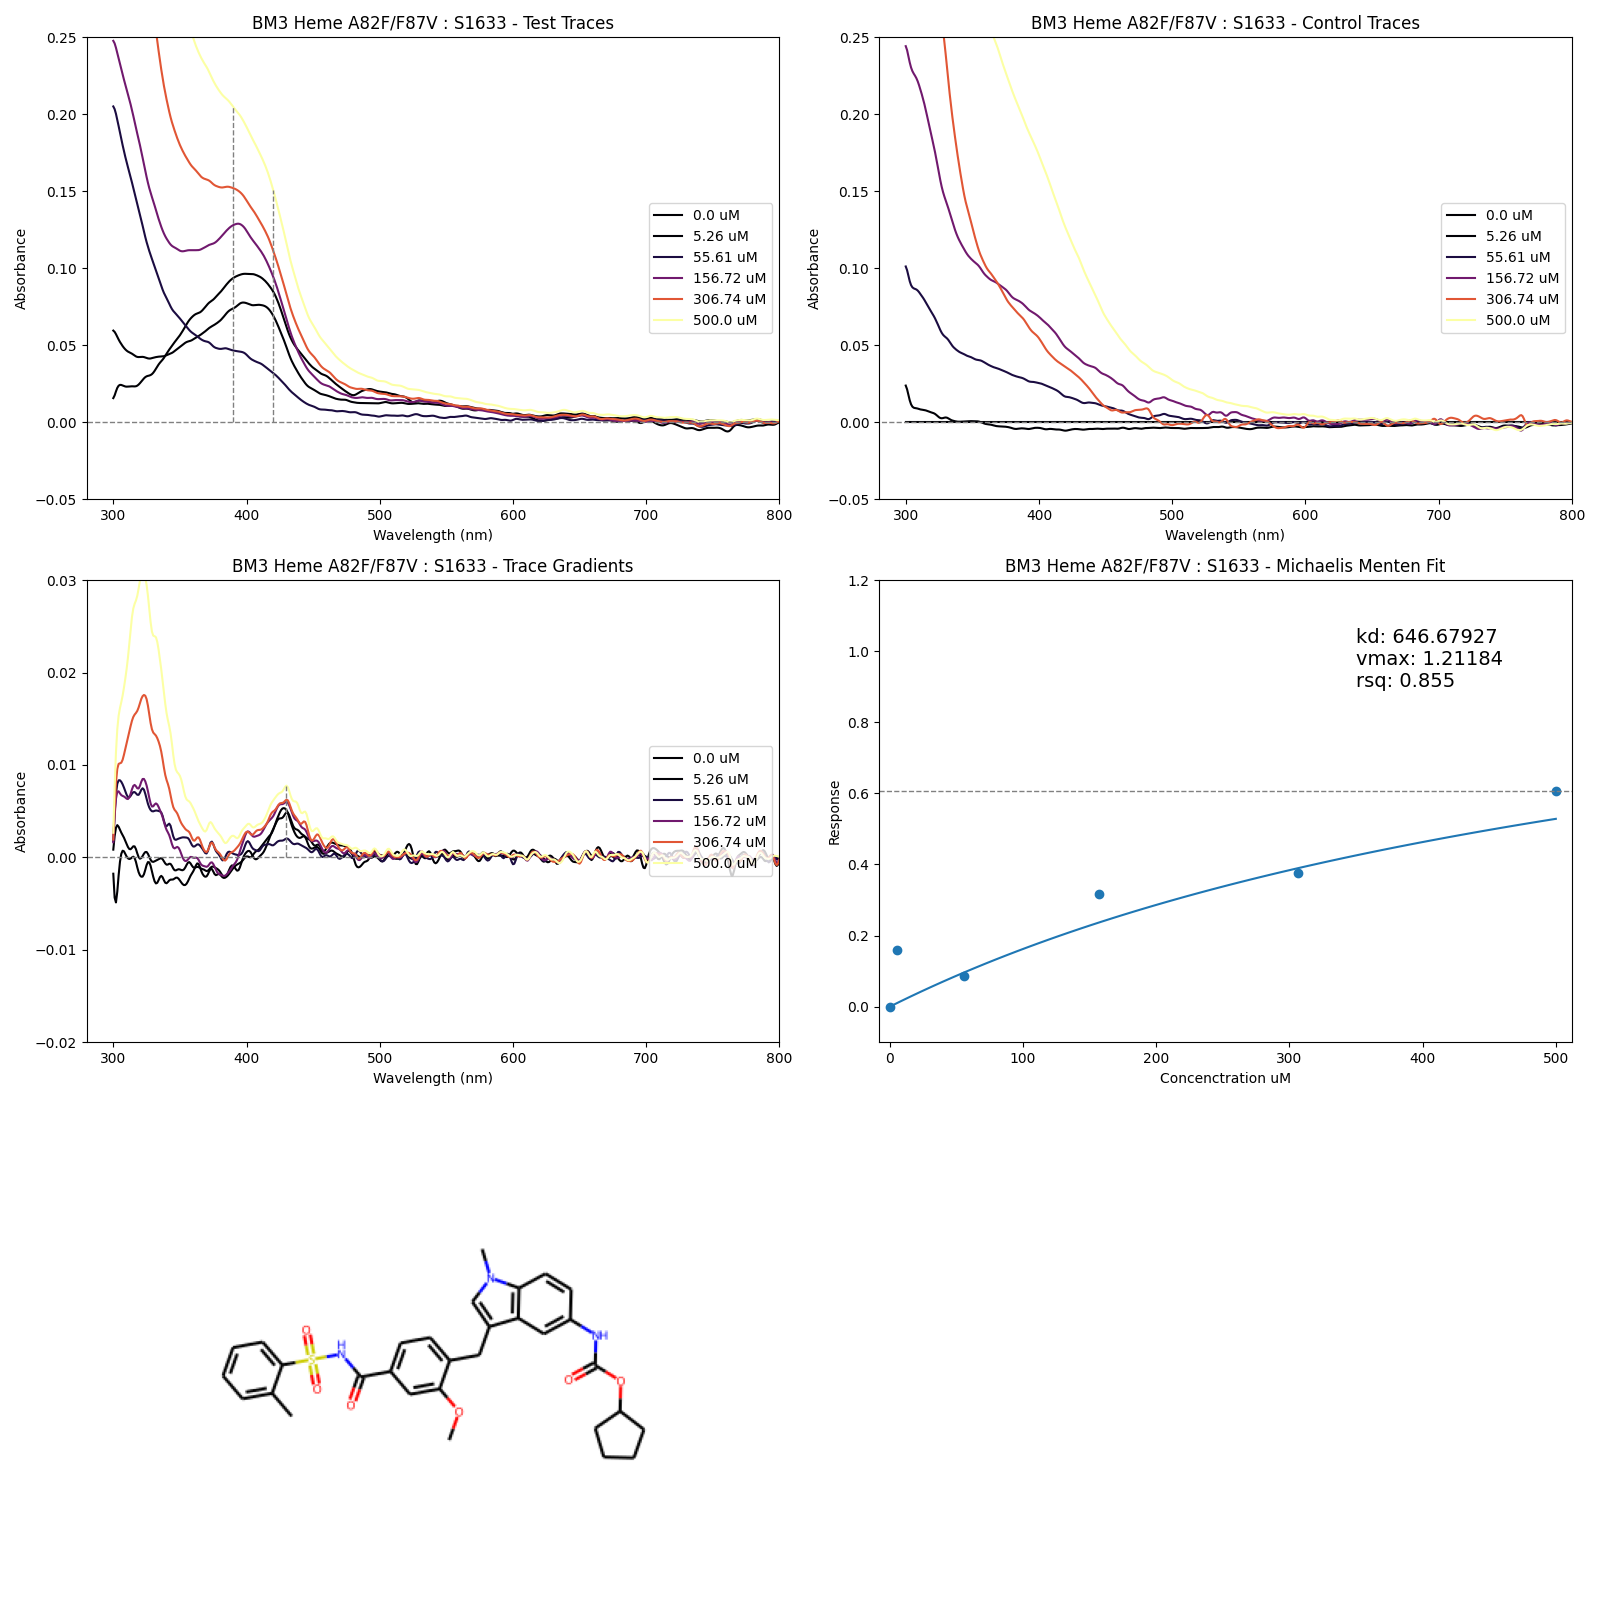 BM3 Heme A82F/F87V : S1633 - Test Traces
Absorbance
0.25
0.20
0.15
0.10
0.05
0.00
−0.05
300 400 500 600 700 800
Wavelength (nm)
0.0 uM
5.26 uM
55.61 uM
156.72 uM
306.74 uM
500.0 uM
BM3 Heme A82F/F87V : S1633 - Control Traces
Absorbance
0.25
0.20
0.15
0.10
0.05
0.00
−0.05
300 400 500 600 700 800
Wavelength (nm)
0.0 uM
5.26 uM
55.61 uM
156.72 uM
306.74 uM
500.0 uM
BM3 Heme A82F/F87V : S1633 - Trace Gradients
Absorbance
0.03
0.02
0.01
0.00
−0.01
−0.02
300 400 500 600 700 800
Wavelength (nm)
0.0 uM
5.26 uM
55.61 uM
156.72 uM
306.74 uM
500.0 uM
BM3 Heme A82F/F87V : S1633 - Michaelis Menten Fit
Response
1.2
1.0
0.8
0.6
0.4
0.2
0.0
0 100 200 300 400 500
Concenctration uM
kd: 646.67927
vmax: 1.21184
rsq: 0.855
N
O
H
N
S
O
O
O
NH
O
O